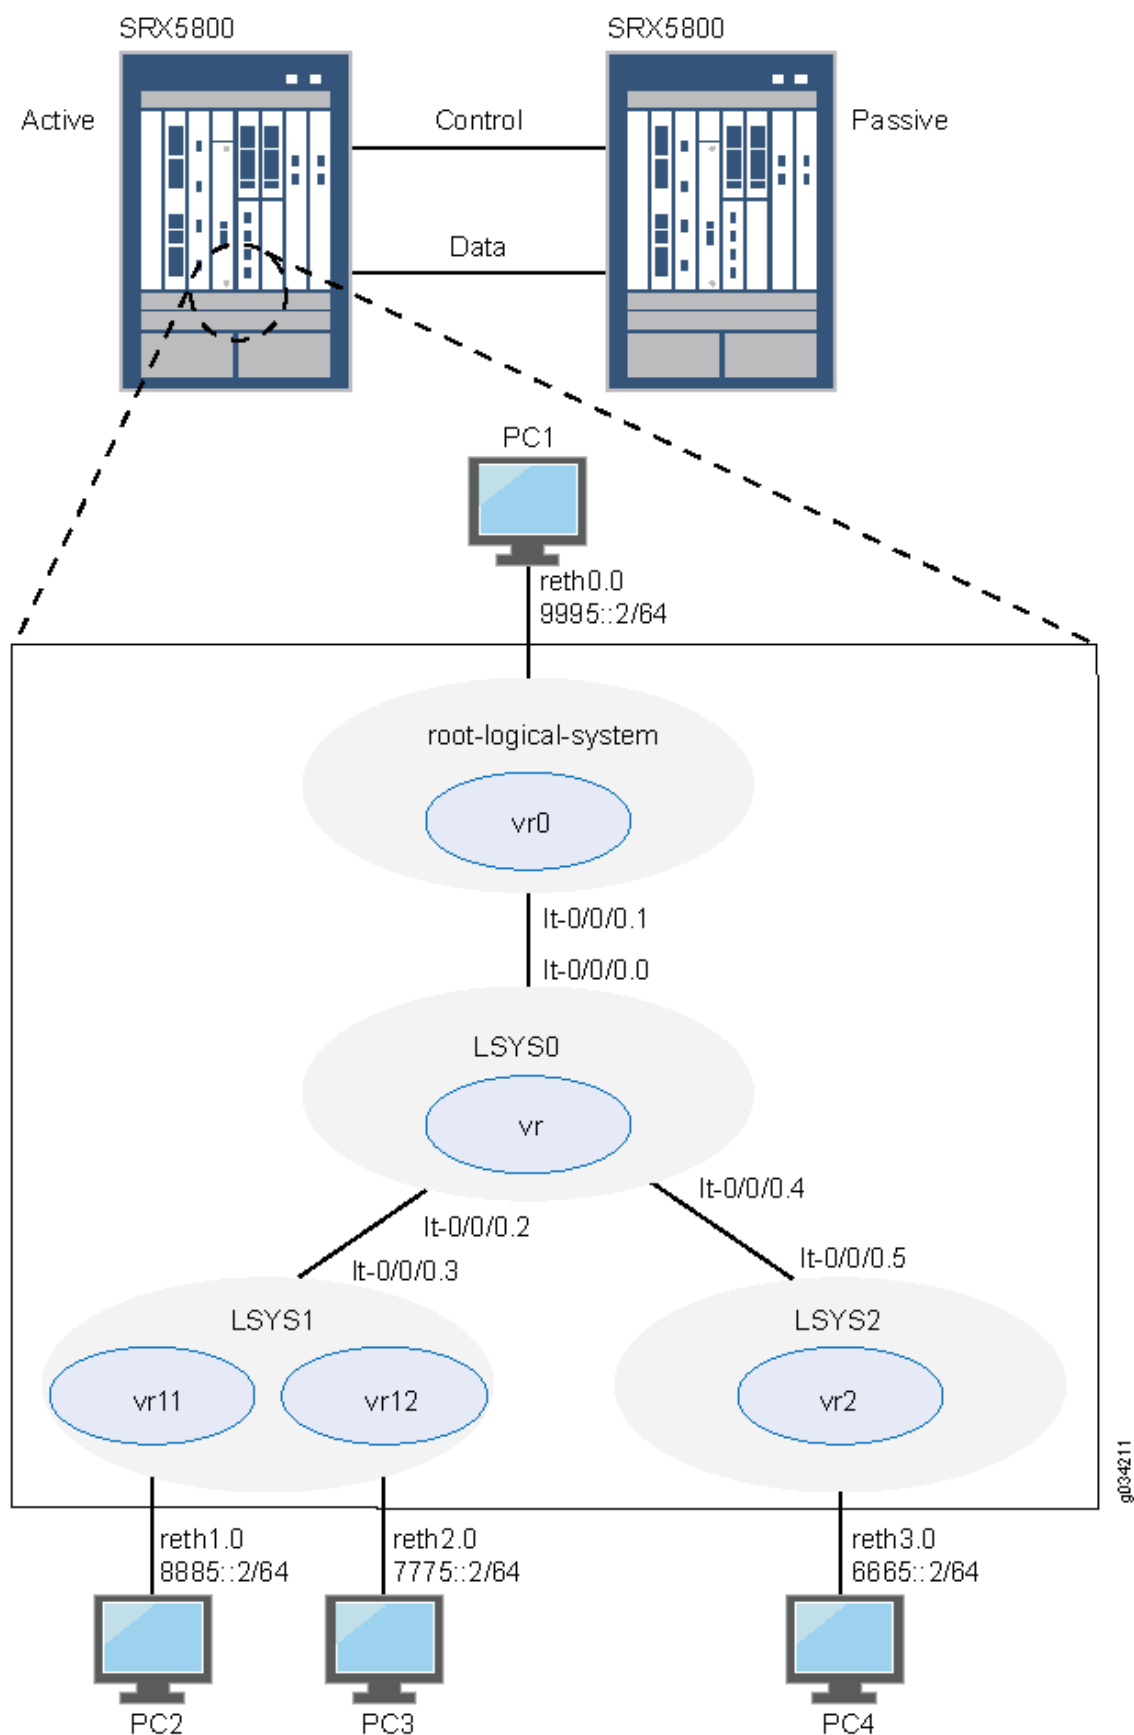 SRX5800
SRX5800
Active
Control
Passive
Data
PC1
reth0.0
9995::2/64
root-logical-system
vr0
lt-0/0/0.1
lt-0/0/0.0
LSYS0
vr
lt-0/0/0.4
lt-0/0/0.2
lt-0/0/0.5
lt-0/0/0.3
LSYS1
LSYS2
vr11
vr12
vr2
g034211
reth1.0
8885::2/64
reth2.0
7775::2/64
reth3.0
6665::2/64
PC2
PC3
PC4